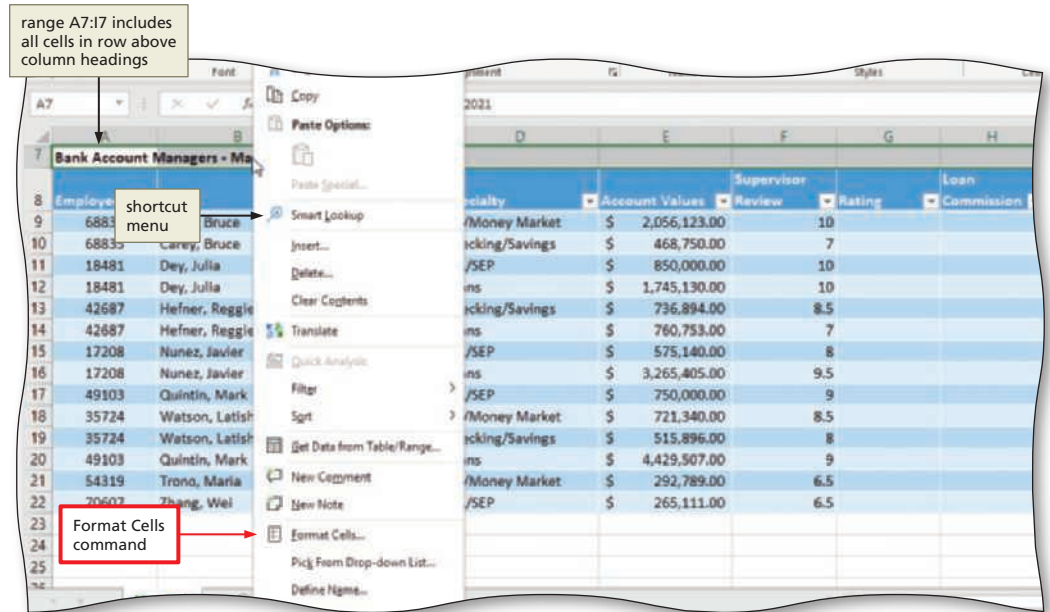 range A7:I7 includes
all cells in row above
column headings
Font
Styles
A7
2021
Copy
Paste Options:
Paste Special...
Smart Lookup
Insert...
Delete...
Clear Contents
Translate
Quick Analysis
Filter
Sort
Get Data from Table/Range...
New Comment
New Note
Format Cells...
Pick From Drop-down List...
Define Name...
shortcut
menu
Format Cells
command
A B D E F G H
7 Bank Account Managers - Ma
8 Employe ecialty Account Values Supervisor Review Rating Loan Commission
9 6883 Bruce /Money Market $ 2,056,123.00 10
10 68835 Carey, Bruce ecking/Savings $ 468,750.00 7
11 18481 Dey, Julia /SEP $ 850,000.00 10
12 18481 Dey, Julia ns $ 1,745,130.00 10
13 42687 Hefner, Reggie ecking/Savings $ 736,894.00 8.5
14 42687 Hefner, Reggie ns $ 760,753.00 7
15 17208 Nunez, Javier /SEP $ 575,140.00 8
16 17208 Nunez, Javier ns $ 3,265,405.00 9.5
17 49103 Quintin, Mark /SEP $ 750,000.00 9
18 35724 Watson, Latish /Money Market $ 721,340.00 8.5
19 35724 Watson, Latish ecking/Savings $ 515,896.00 8
20 49103 Quintin, Mark ns $ 4,429,507.00 9
21 54319 Trono, Maria /Money Market $ 292,789.00 6.5
22 70607 Zhang, Wei /SEP $ 265,111.00 6.5
23
24
25